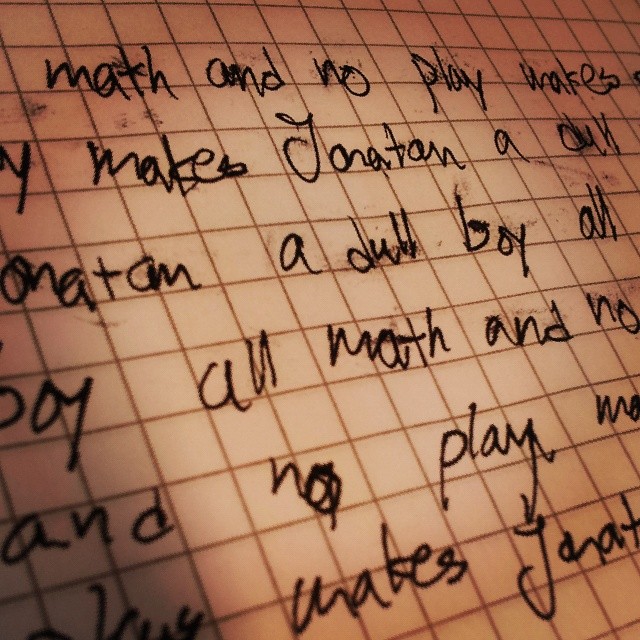 math and no play makes
y makes Jonatan a dull
onatan a dull boy all
boy all math and no
and no play ma
play makes Jonat